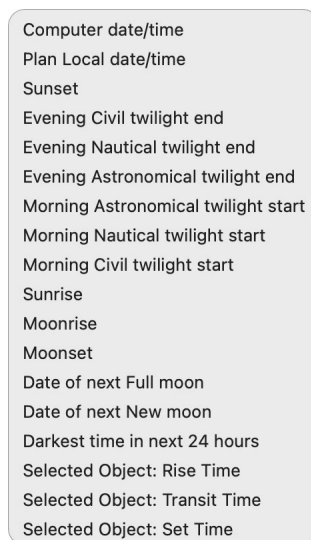 Computer date/time
Plan Local date/time
Sunset
Evening Civil twilight end
Evening Nautical twilight end
Evening Astronomical twilight end
Morning Astronomical twilight start
Morning Nautical twilight start
Morning Civil twilight start
Sunrise
Moonrise
Moonset
Date of next Full moon
Date of next New moon
Darkest time in next 24 hours
Selected Object: Rise Time
Selected Object: Transit Time
Selected Object: Set Time